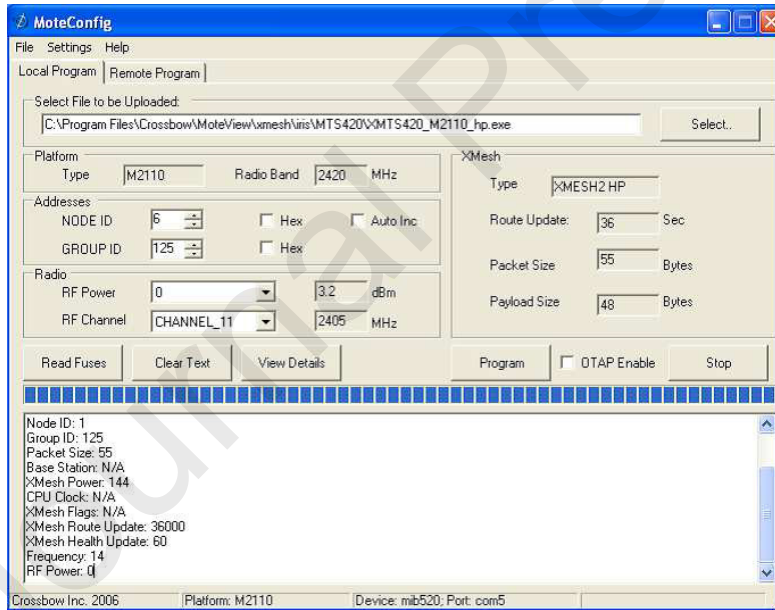 MoteConfig
File Settings Help
Local Program Remote Program
Select File to be Uploaded:
C:\Program Files\Crossbow\MoteView\xmesh\iris\MTS420\XMTS420_M2110_hp.exe Select..
Platform
Type M2110 Radio Band 2420 MHz
Addresses
NODE ID 6 Hex Auto Inc
GROUP ID 125 Hex
Radio
RF Power 0 3.2 dBm
RF Channel CHANNEL_11 2405 MHz
XMesh
Type XMESH2 HP
Route Update: 36 Sec
Packet Size 55 Bytes
Payload Size 48 Bytes
Read Fuses Clear Text View Details Program OTAP Enable Stop
Node ID: 1
Group ID: 125
Packet Size: 55
Base Station: N/A
XMesh Power: 144
CPU Clock: N/A
XMesh Flags: N/A
XMesh Route Update: 36000
XMesh Health Update: 60
Frequency: 14
RF Power: 0
Crossbow Inc. 2006 Platform: M2110 Device: mib520; Port: com5